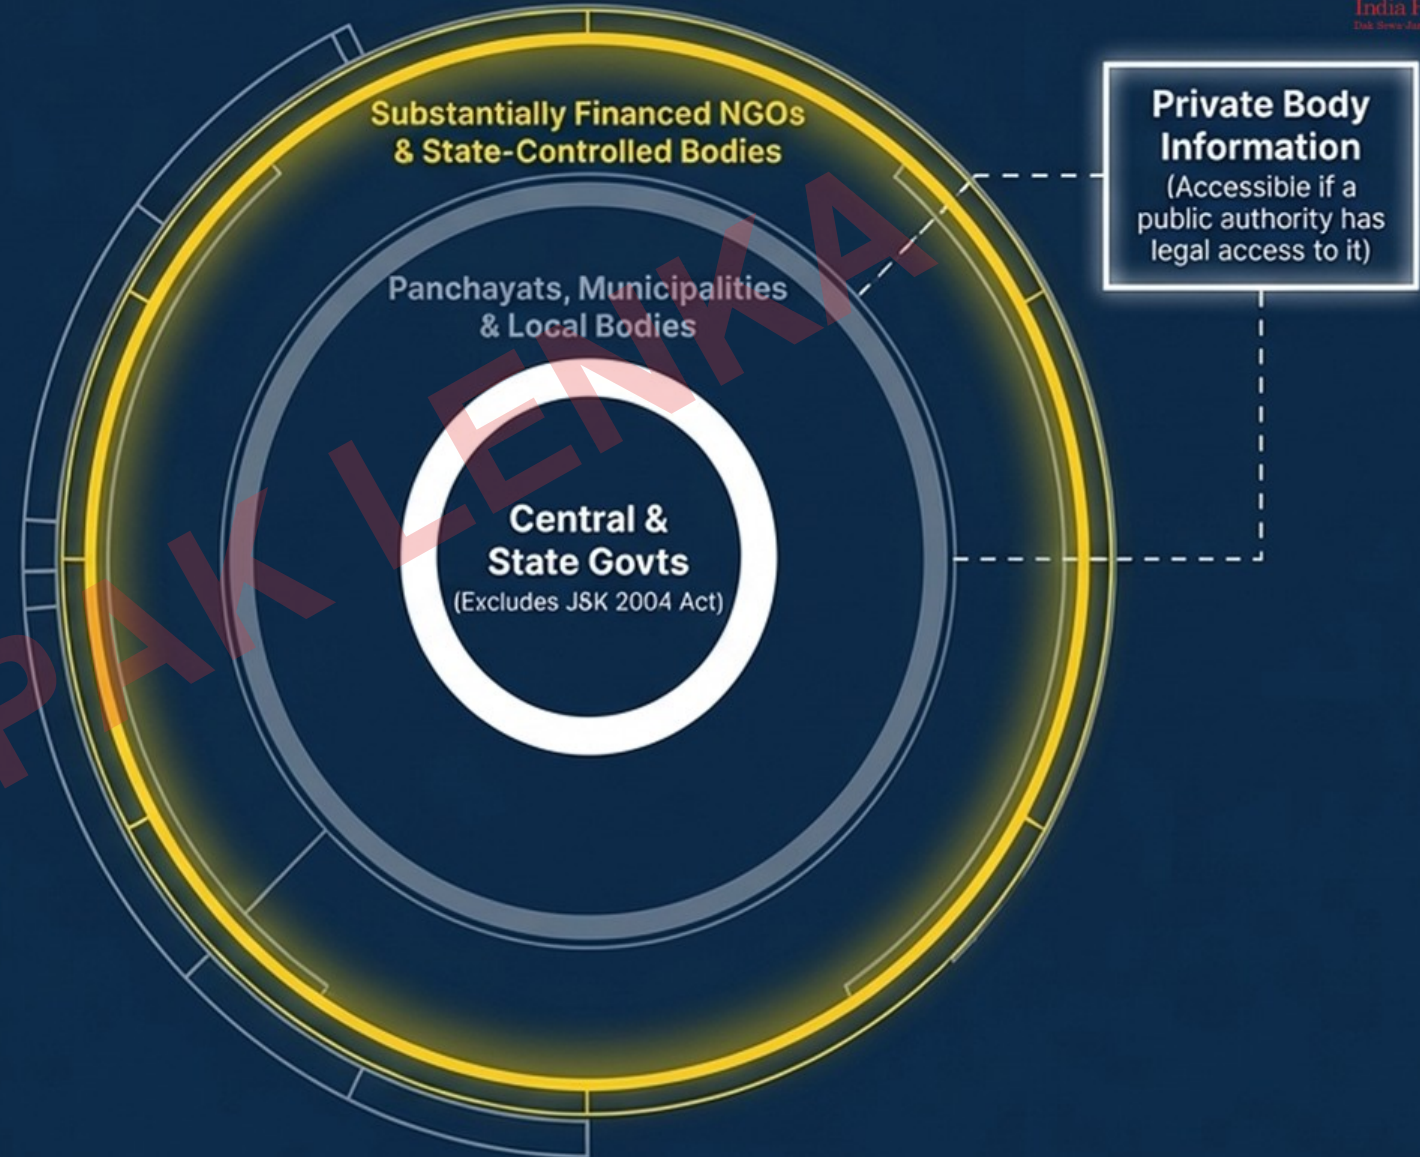 India
Substantially Financed NGOs
& State-Controlled Bodies
Private Body
Information
(Accessible if a
public authority has
legal access to it)
Panchayats, Municipalities
& Local Bodies
Central &
State Govts
(Excludes J&K 2004 Act)
PAK LENKA